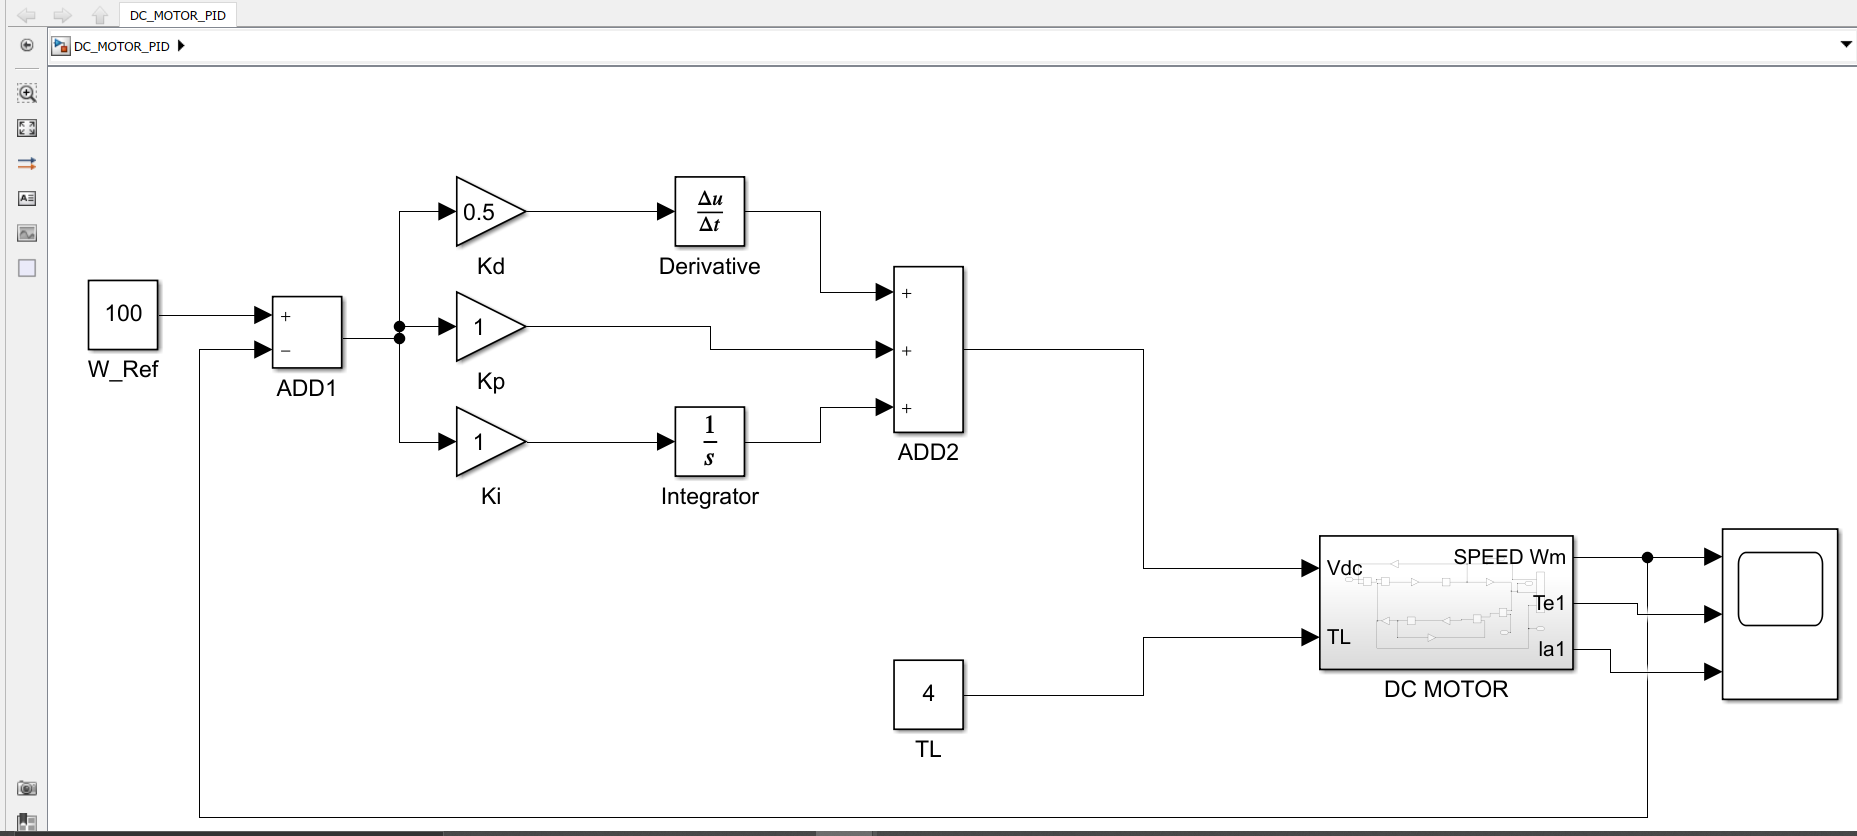 DC_MOTOR_PID
DC_MOTOR_PID
0.5
Δu
Δt
Kd
Derivative
100
W_Ref
+
−
ADD1
1
Kp
+
+
+
ADD2
1
Ki
1
s
Integrator
Vdc
TL
SPEED Wm
Te1
Ia1
DC MOTOR
4
TL